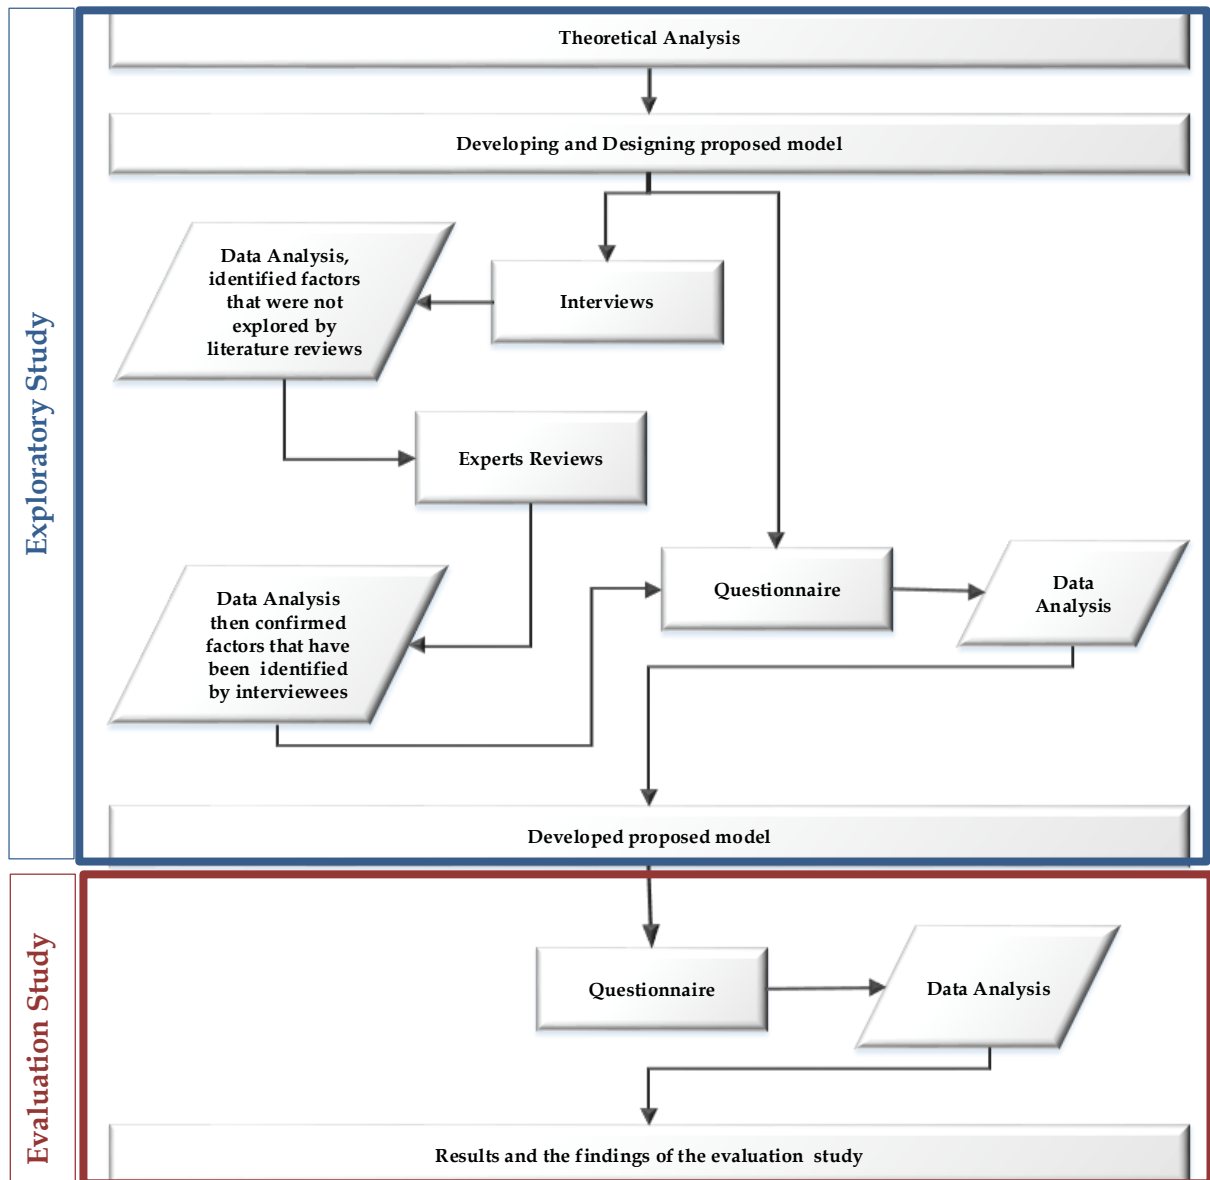 Exploratory Study
Theoretical Analysis
Developing and Designing proposed model
Data Analysis,
identified factors
that were not
explored by
literature reviews
Interviews
Experts Reviews
Data Analysis
then confirmed
factors that have
been identified
by interviewees
Questionnaire
Data
Analysis
Developed proposed model
Evaluation Study
Questionnaire
Data Analysis
Results and the findings of the evaluation study